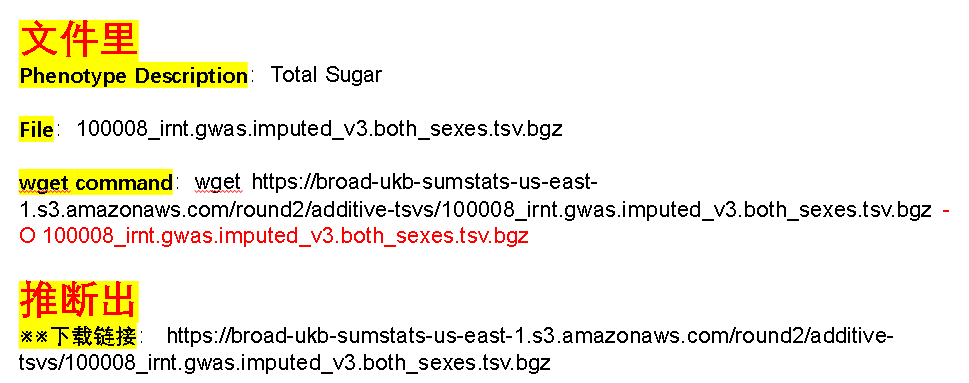 文件里
Phenotype Description： Total Sugar
File：100008_irnt.gwas.imputed_v3.both_sexes.tsv.bgz
wget command：wget https://broad-ukb-sumstats-us-east-
1.s3.amazonaws.com/round2/additive-tsvs/100008_irnt.gwas.imputed_v3.both_sexes.tsv.bgz -
O 100008_irnt.gwas.imputed_v3.both_sexes.tsv.bgz
推断出
※※下载链接： https://broad-ukb-sumstats-us-east-1.s3.amazonaws.com/round2/additive-
tsvs/100008_irnt.gwas.imputed_v3.both_sexes.tsv.bgz